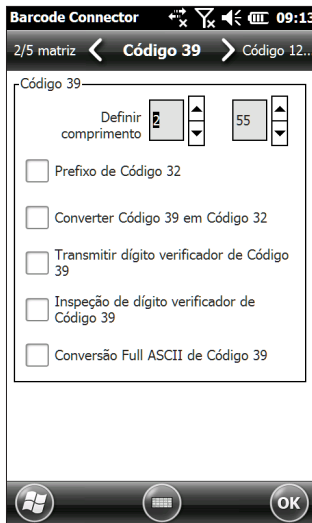 Barcode Connector 09:13
2/5 matriz Código 39 Código 12...
Código 39
Definir
comprimento 2 55
Prefixo de Código 32
Converter Código 39 em Código 32
Transmitir dígito verificador de Código
39
Inspeção de dígito verificador de
Código 39
Conversão Full ASCII de Código 39
OK